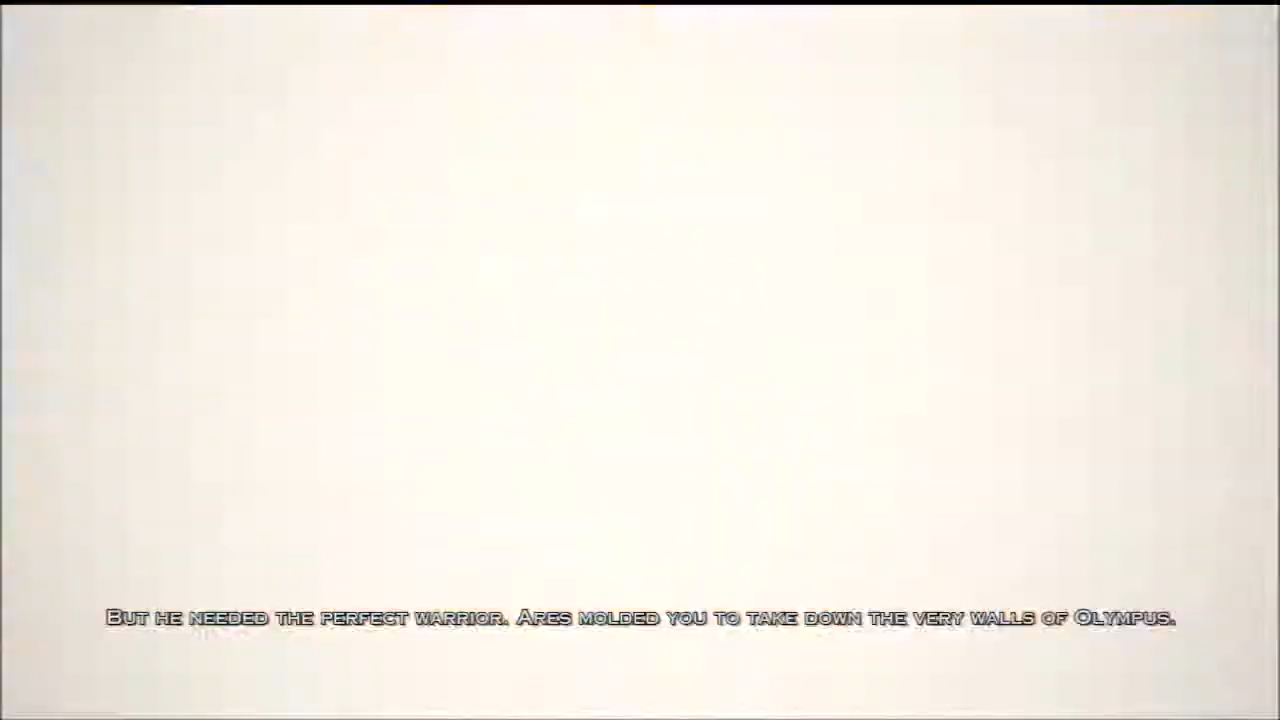 But he needed the perfect warrior. Ares molded you to take down the very walls of Olympus.